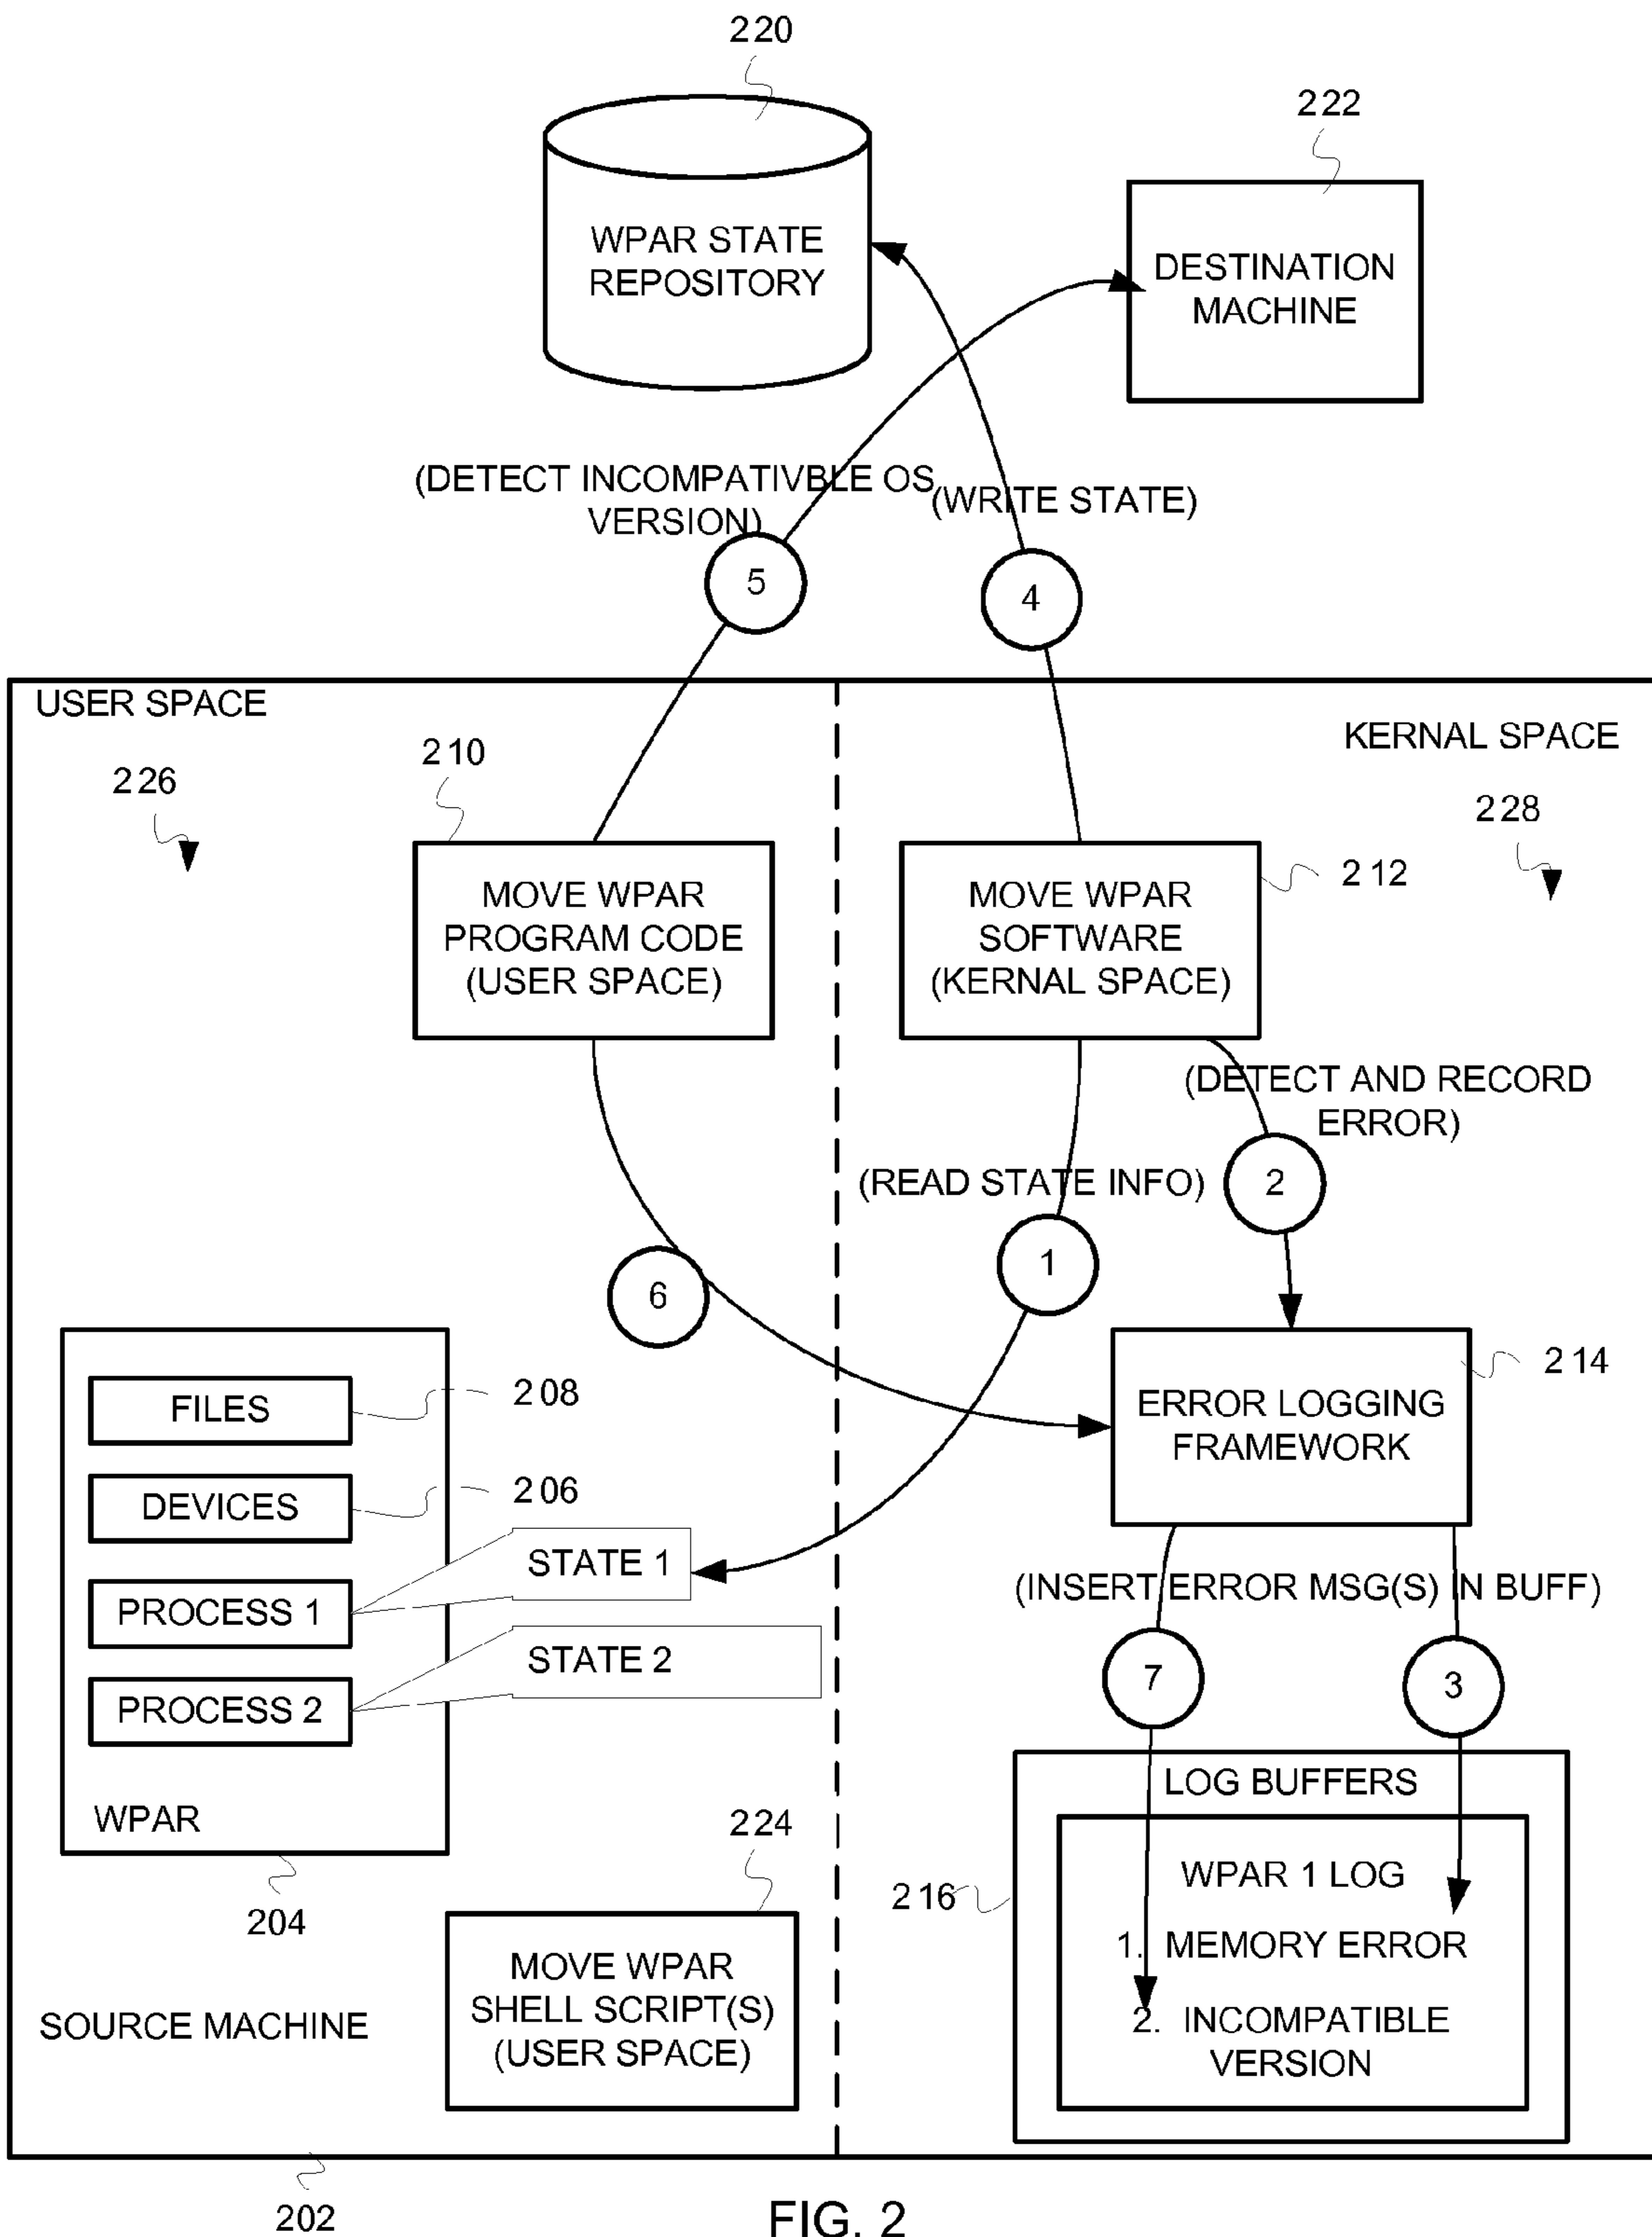 220
222
WPAR STATE
REPOSITORY
DESTINATION
MACHINE
(DETECT INCOMPATIVBLE OS
VERSION)
(WRITE STATE)
5
4
USER SPACE
KERNAL SPACE
226
210
228
212
MOVE WPAR
PROGRAM CODE
(USER SPACE)
MOVE WPAR
SOFTWARE
(KERNAL SPACE)
(DETECT AND RECORD
ERROR)
(READ STATE INFO)
2
1
6
214
ERROR LOGGING
FRAMEWORK
FILES
208
DEVICES
206
PROCESS 1
STATE 1
PROCESS 2
STATE 2
WPAR
204
(INSERT ERROR MSG(S) IN BUFF)
7
3
LOG BUFFERS
216
WPAR 1 LOG
1. MEMORY ERROR
2. INCOMPATIBLE
VERSION
224
MOVE WPAR
SHELL SCRIPT(S)
(USER SPACE)
SOURCE MACHINE
202
FIG. 2